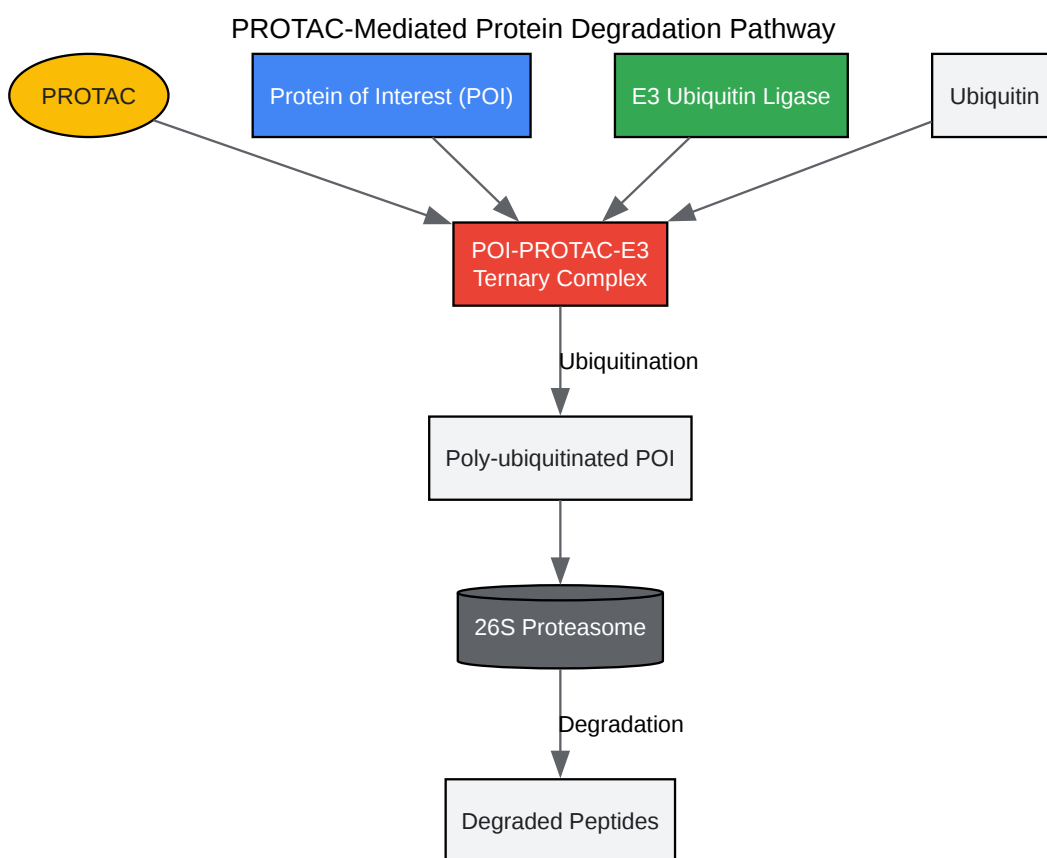 PROTAC-Mediated Protein Degradation Pathway
PROTAC
Protein of Interest (POI)
E3 Ubiquitin Ligase
Ubiquitin
POI-PROTAC-E3
Ternary Complex
Ubiquitination
Poly-ubiquitinated POI
26S Proteasome
Degradation
Degraded Peptides